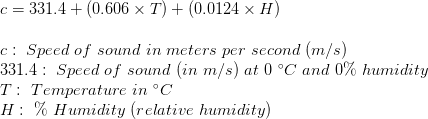 c = 331.4 + (0.606 × T) + (0.0124 × H)
c : Speed of sound in meters per second (m/s)
331.4 : Speed of sound (in m/s) at 0 °C and 0% humidity
T : Temperature in °C
H : % Humidity (relative humidity)